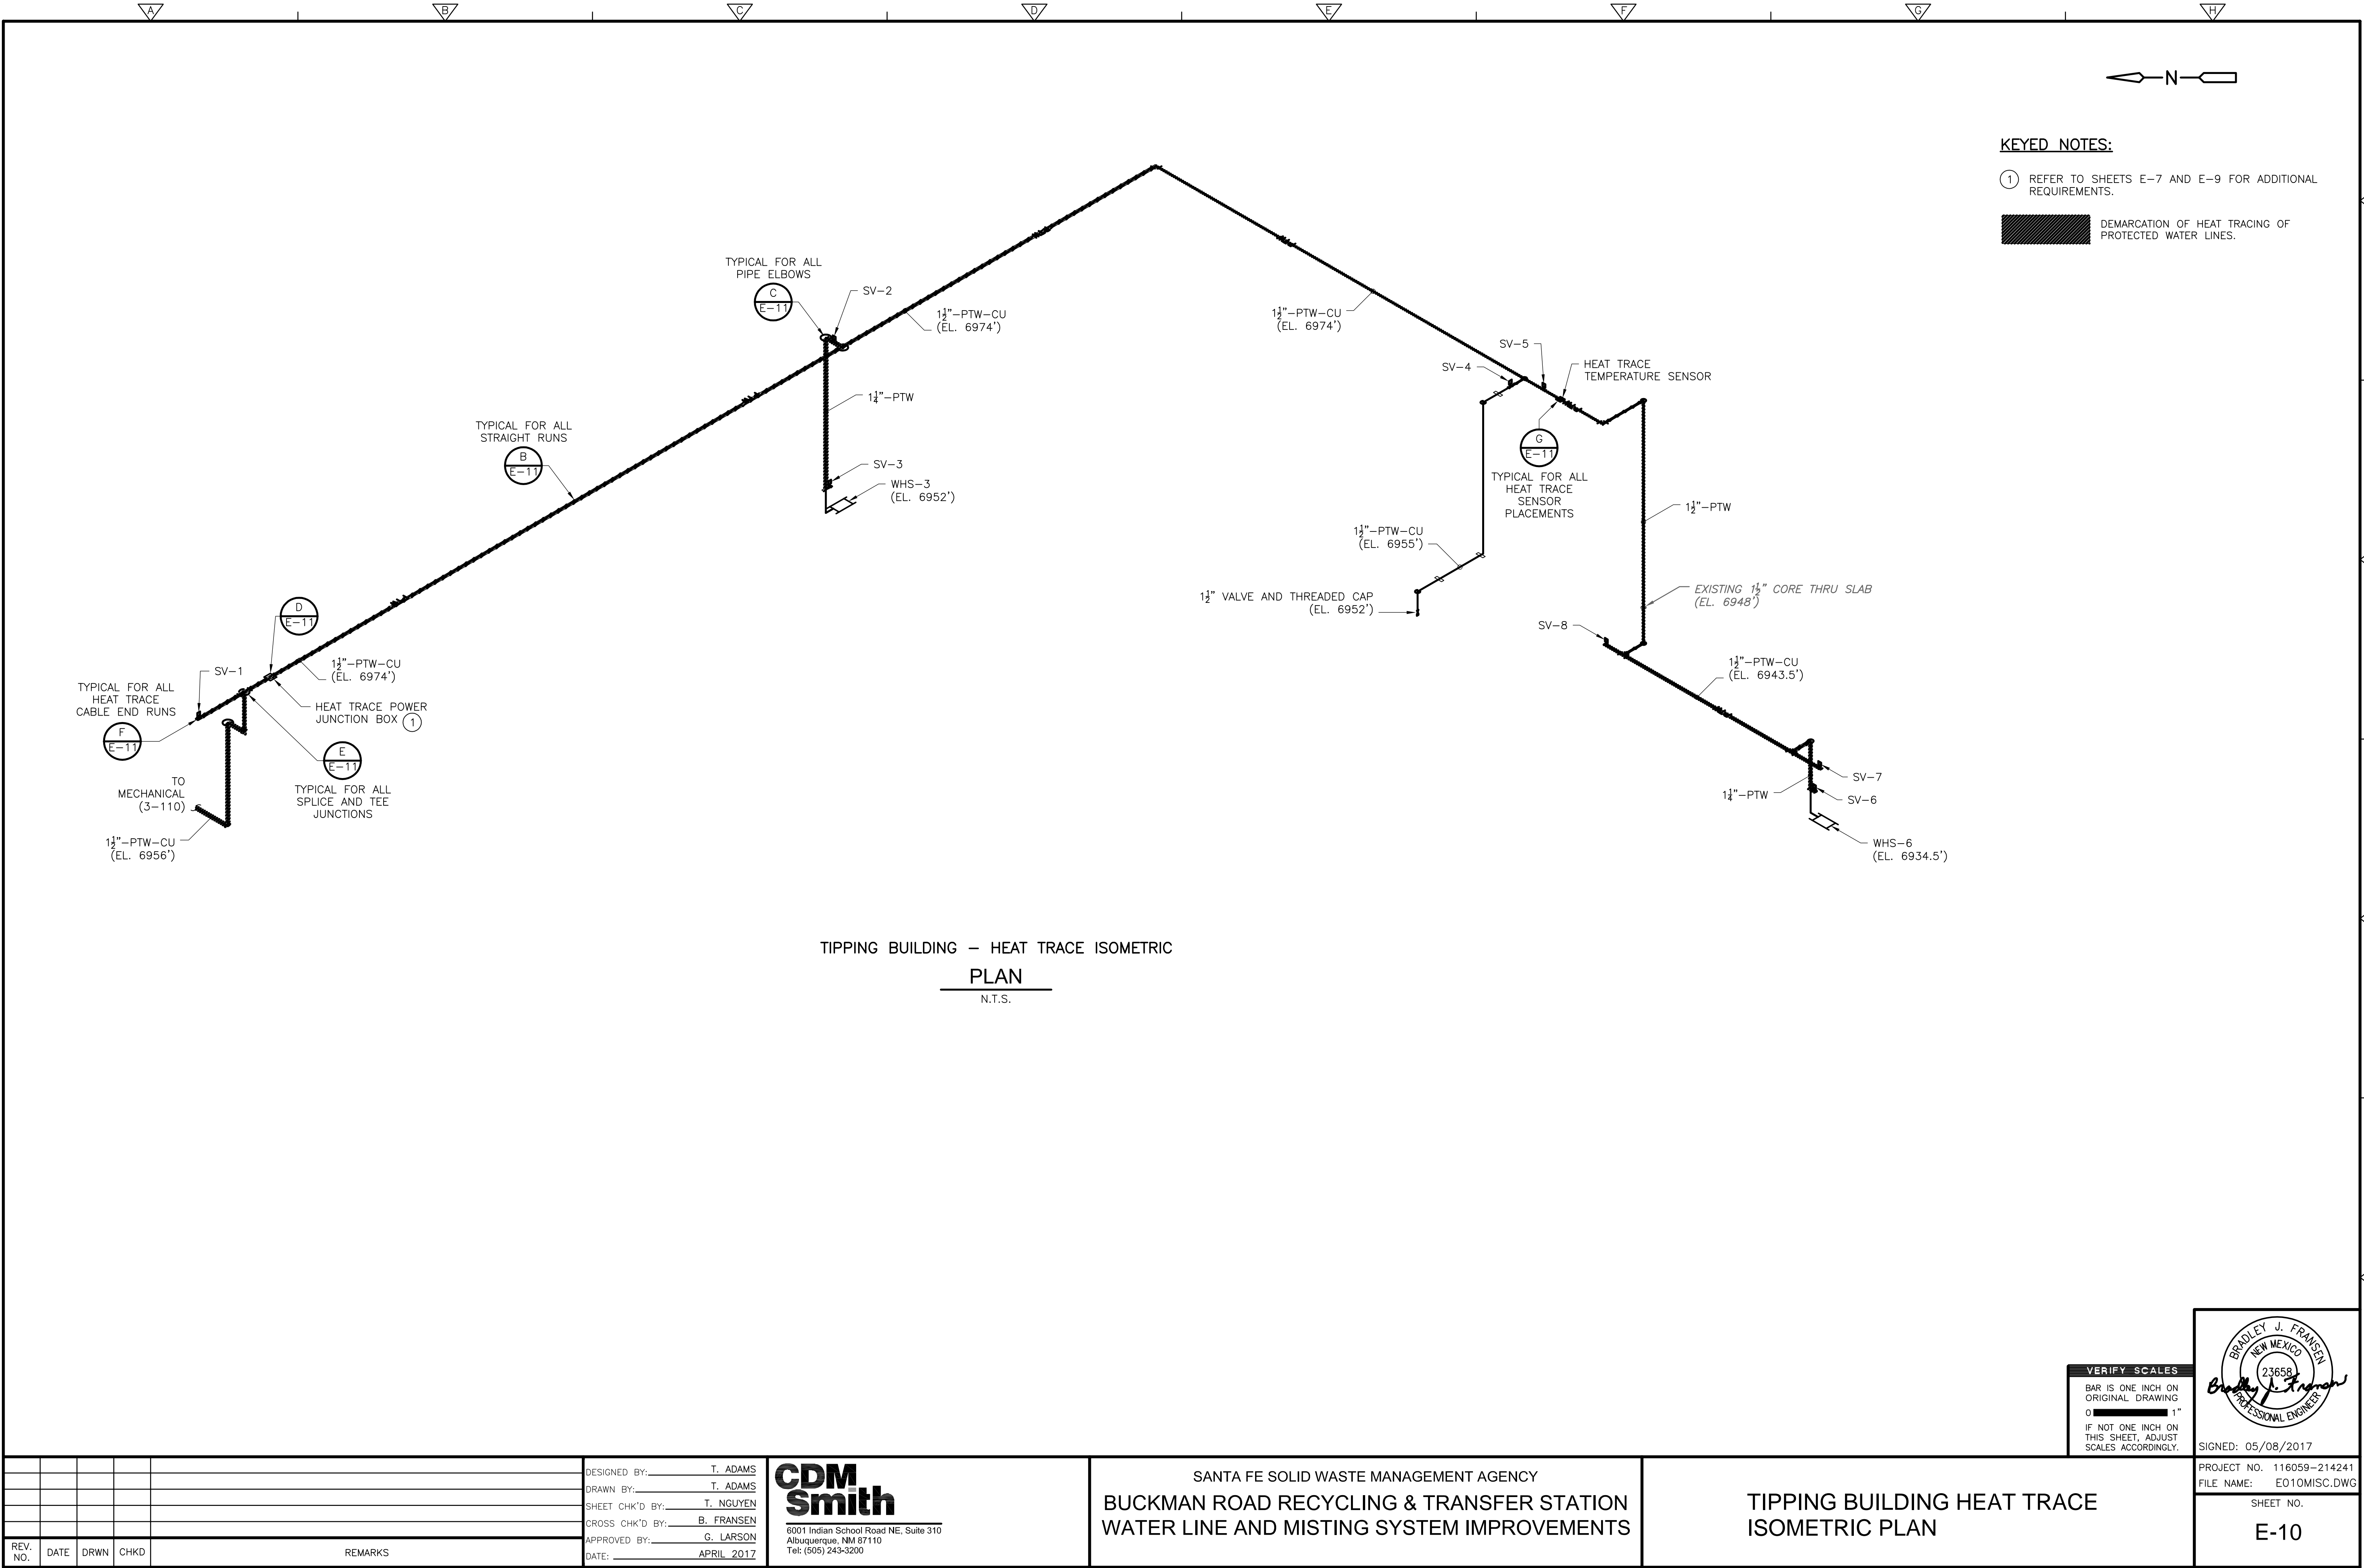 A
B
C
D
E
F
G
H
N
KEYED NOTES:
1 REFER TO SHEETS E-7 AND E-9 FOR ADDITIONAL
REQUIREMENTS.
DEMARCATION OF HEAT TRACING OF
PROTECTED WATER LINES.
TYPICAL FOR ALL
PIPE ELBOWS
C
E-11
SV-2
1½"-PTW-CU
(EL. 6974')
1¼"-PTW
TYPICAL FOR ALL
STRAIGHT RUNS
B
E-11
SV-3
WHS-3
(EL. 6952')
D
E-11
SV-1
1½"-PTW-CU
(EL. 6974')
TYPICAL FOR ALL
HEAT TRACE
CABLE END RUNS
F
E-11
HEAT TRACE POWER
JUNCTION BOX 1
E
E-11
TYPICAL FOR ALL
SPLICE AND TEE
JUNCTIONS
TO
MECHANICAL
(3-110)
1½"-PTW-CU
(EL. 6956')
1½"-PTW-CU
(EL. 6974')
SV-5
SV-4
HEAT TRACE
TEMPERATURE SENSOR
G
E-11
TYPICAL FOR ALL
HEAT TRACE
SENSOR
PLACEMENTS
1½"-PTW
1½"-PTW-CU
(EL. 6955')
1½" VALVE AND THREADED CAP
(EL. 6952')
EXISTING 1½" CORE THRU SLAB
(EL. 6948')
SV-8
1½"-PTW-CU
(EL. 6943.5')
SV-7
1¼"-PTW
SV-6
WHS-6
(EL. 6934.5')
TIPPING BUILDING - HEAT TRACE ISOMETRIC
PLAN
N.T.S.
VERIFY SCALES
BAR IS ONE INCH ON
ORIGINAL DRAWING
0 1"
IF NOT ONE INCH ON
THIS SHEET, ADJUST
SCALES ACCORDINGLY.
BRADLEY J. FRANSEN
NEW MEXICO
23658
Bradley J. Fransen
PROFESSIONAL ENGINEER
SIGNED: 05/08/2017
REV. NO. DATE DRWN CHKD REMARKS
DESIGNED BY: T. ADAMS
DRAWN BY: T. ADAMS
SHEET CHK'D BY: T. NGUYEN
CROSS CHK'D BY: B. FRANSEN
APPROVED BY: G. LARSON
DATE: APRIL 2017
CDM
Smith
6001 Indian School Road NE, Suite 310
Albuquerque, NM 87110
Tel: (505) 243-3200
SANTA FE SOLID WASTE MANAGEMENT AGENCY
BUCKMAN ROAD RECYCLING & TRANSFER STATION
WATER LINE AND MISTING SYSTEM IMPROVEMENTS
TIPPING BUILDING HEAT TRACE
ISOMETRIC PLAN
PROJECT NO. 116059-214241
FILE NAME: E010MISC.DWG
SHEET NO.
E-10